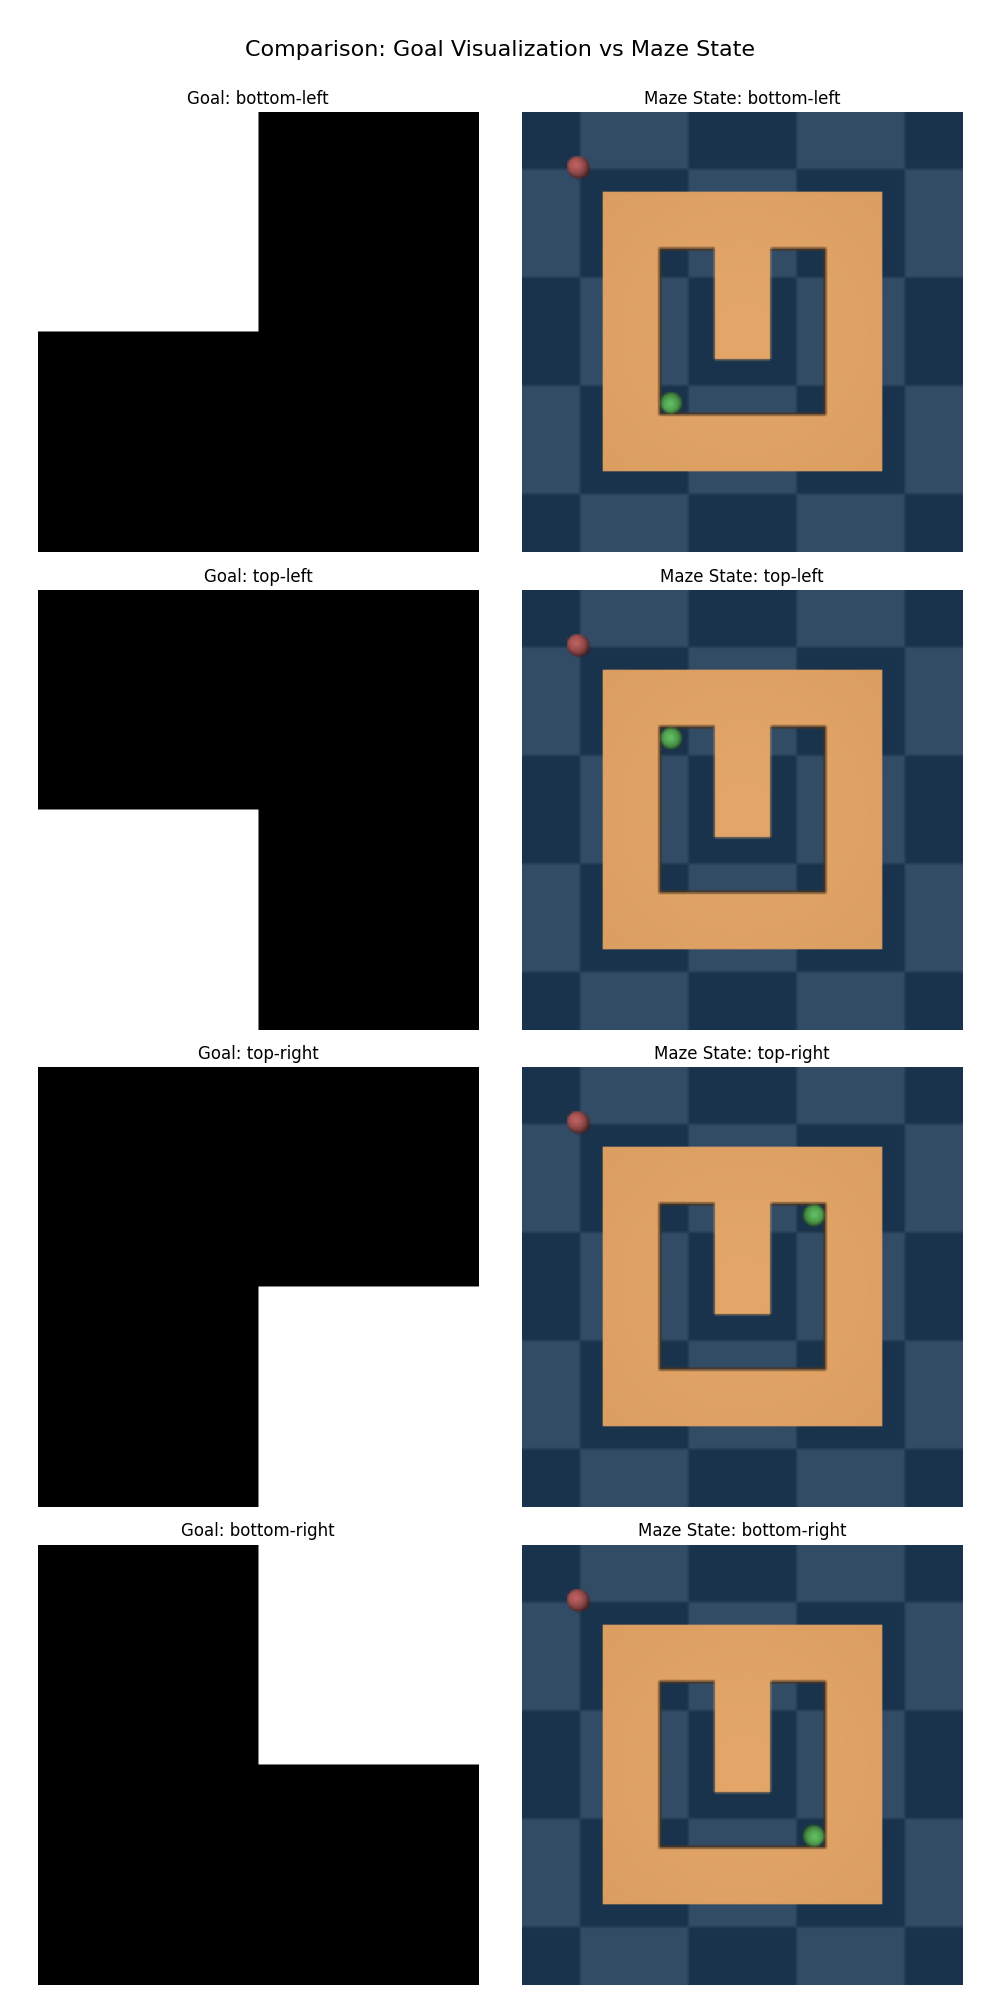 Comparison: Goal Visualization vs Maze State
Goal: bottom-left
Maze State: bottom-left
Goal: top-left
Maze State: top-left
Goal: top-right
Maze State: top-right
Goal: bottom-right
Maze State: bottom-right